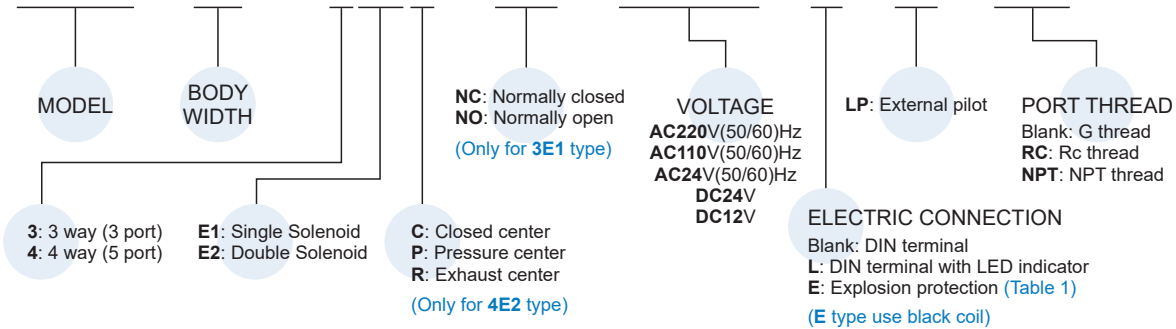 MODEL
BODY
WIDTH
NC: Normally closed
NO: Normally open
(Only for 3E1 type)
VOLTAGE
AC220V(50/60)Hz
AC110V(50/60)Hz
AC24V(50/60)Hz
DC24V
DC12V
LP: External pilot
PORT THREAD
Blank: G thread
RC: Rc thread
NPT: NPT thread
3: 3 way (3 port)
4: 4 way (5 port)
E1: Single Solenoid
E2: Double Solenoid
C: Closed center
P: Pressure center
R: Exhaust center
(Only for 4E2 type)
ELECTRIC CONNECTION
Blank: DIN terminal
L: DIN terminal with LED indicator
E: Explosion protection (Table 1)
(E type use black coil)